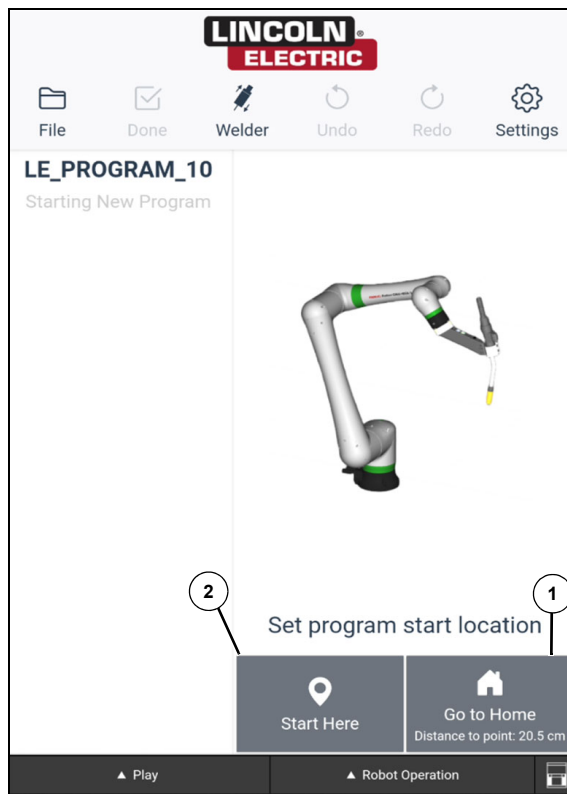 LINCOLN ®
ELECTRIC
File
Done
Welder
Undo
Redo
Settings
LE_PROGRAM_10
Starting New Program
2
1
Set program start location
Start Here
Go to Home
Distance to point: 20.5 cm
▲ Play
▲ Robot Operation